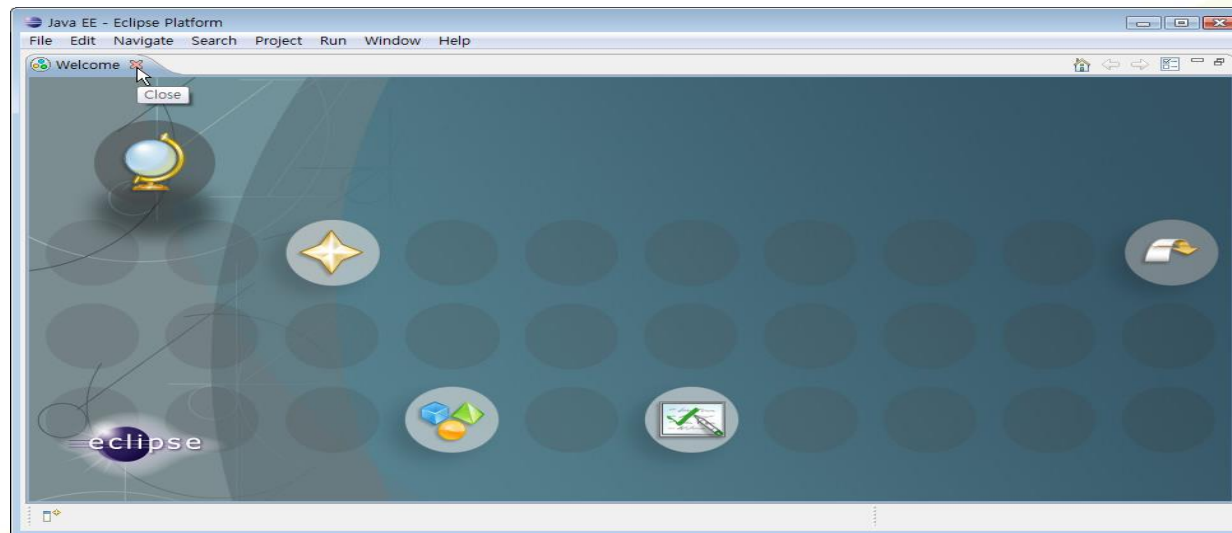 Java EE - Eclipse Platform
File Edit Navigate Search Project Run Window Help
Welcome
Close
eclipse